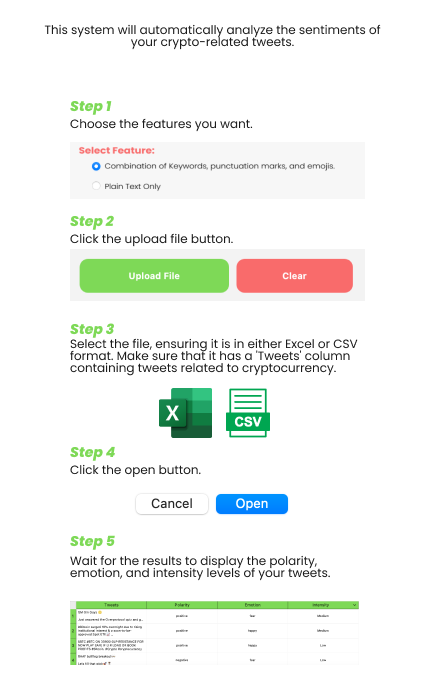 This system will automatically analyze the sentiments of
your crypto-related tweets.
Step 1
Choose the features you want.
Select Feature:
Combination of Keywords, punctuation marks, and emojis.
Plain Text Only
Step 2
Click the upload file button.
Upload File Clear
Step 3
Select the file, ensuring it is in either Excel or CSV
format. Make sure that it has a 'Tweets' column
containing tweets related to cryptocurrency.
X CSV
Step 4
Click the open button.
Cancel Open
Step 5
Wait for the results to display the polarity,
emotion, and intensity levels of your tweets.
Tweets Polarity Emotion Intensity
positive fear Medium
positive happy Medium
positive happy Low
negative fear Low